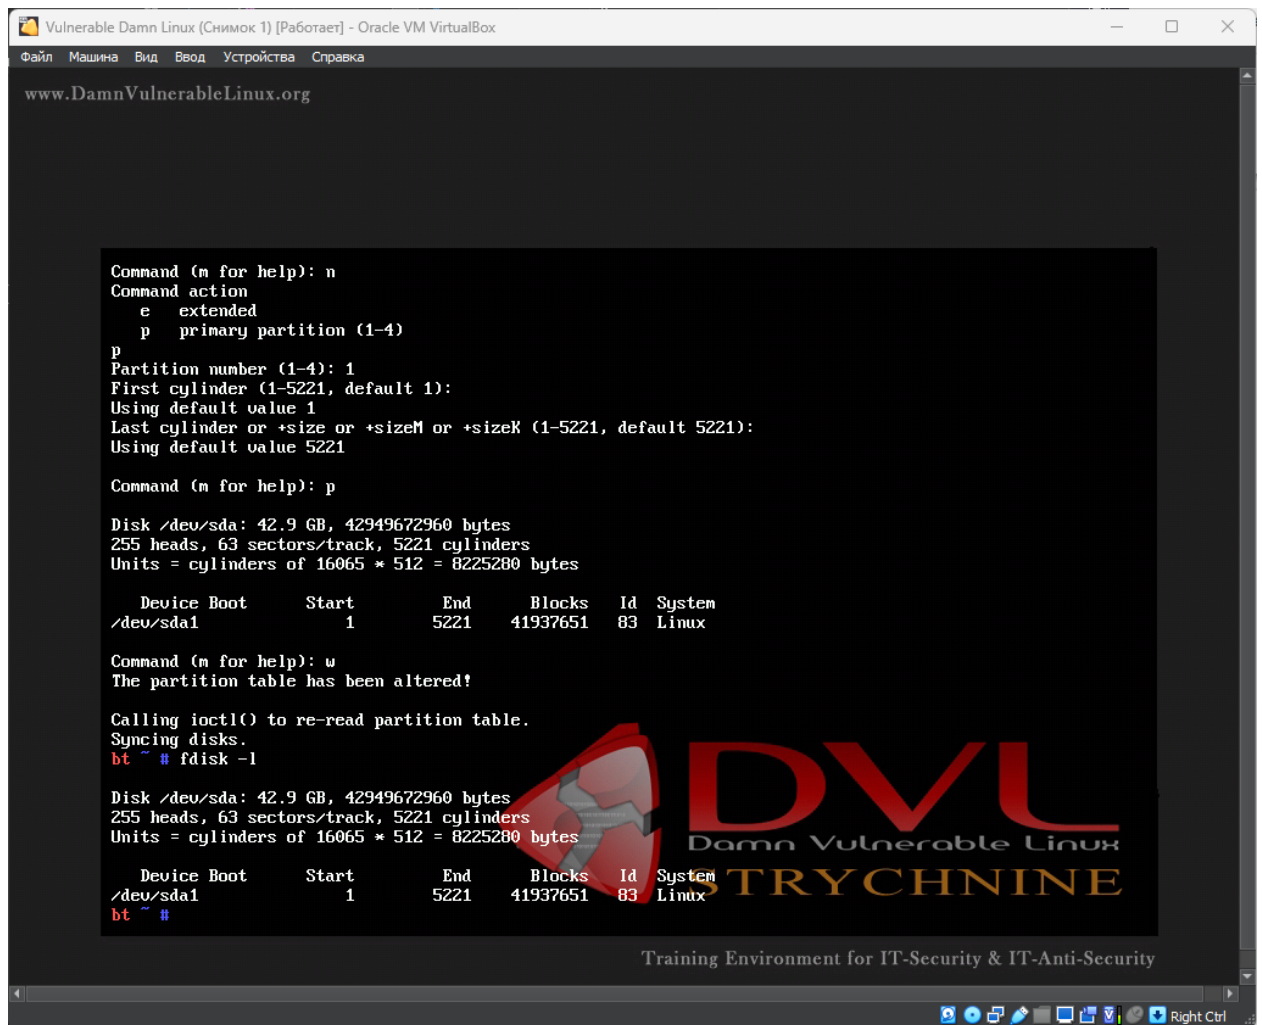 Vulnerable Damn Linux (Снимок 1) [Работает] - Oracle VM VirtualBox
Файл Машина Вид Ввод Устройства Справка
www.DamnVulnerableLinux.org
Command (m for help): n
Command action
e extended
p primary partition (1-4)
p
Partition number (1-4): 1
First cylinder (1-5221, default 1):
Using default value 1
Last cylinder or +size or +sizeM or +sizeK (1-5221, default 5221):
Using default value 5221
Command (m for help): p
Disk /dev/sda: 42.9 GB, 42949672960 bytes
255 heads, 63 sectors/track, 5221 cylinders
Units = cylinders of 16065 * 512 = 8225280 bytes
Device Boot Start End Blocks Id System
/dev/sda1 1 5221 41937651 83 Linux
Command (m for help): w
The partition table has been altered!
Calling ioctl() to re-read partition table.
Syncing disks.
bt ~ # fdisk -l
Disk /dev/sda: 42.9 GB, 42949672960 bytes
255 heads, 63 sectors/track, 5221 cylinders
Units = cylinders of 16065 * 512 = 8225280 bytes
Device Boot Start End Blocks Id System
/dev/sda1 1 5221 41937651 83 Linux
bt ~ #
DVL
Damn Vulnerable Linux
STRYCHNINE
Training Environment for IT-Security & IT-Anti-Security
Right Ctrl